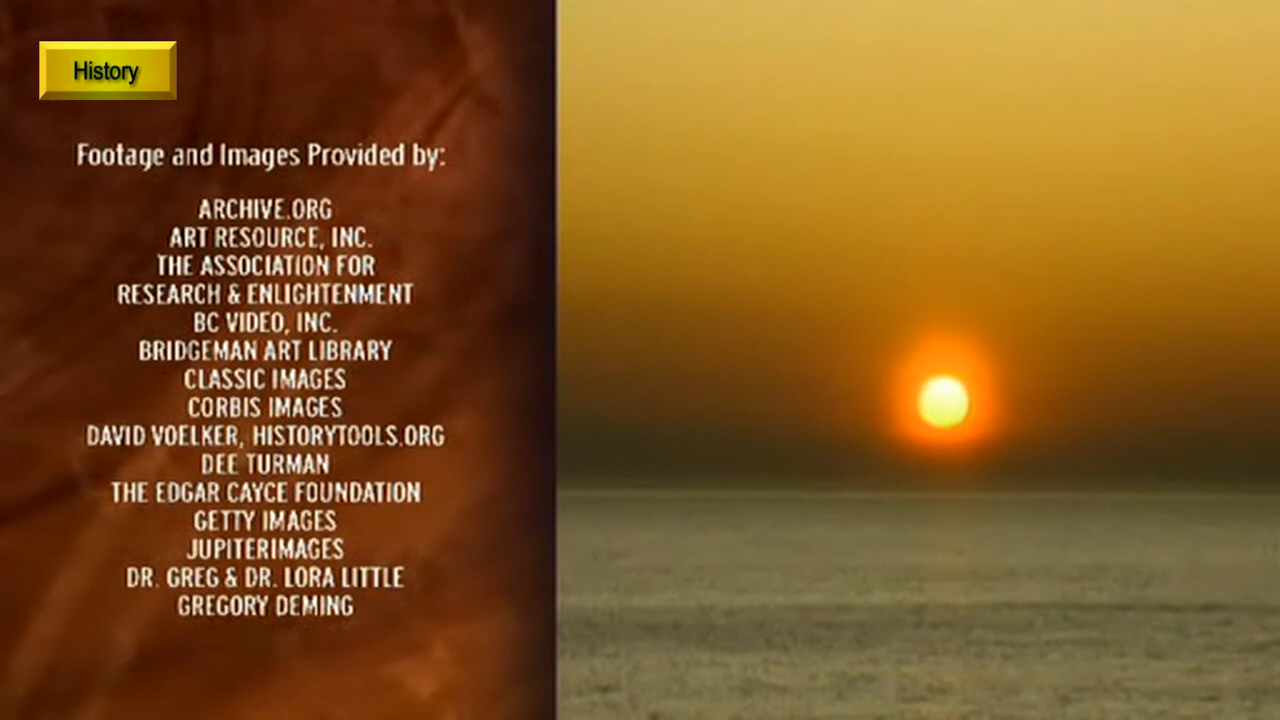 History
Footage and Images Provided by:
ARCHIVE.ORG
ART RESOURCE, INC.
THE ASSOCIATION FOR
RESEARCH & ENLIGHTENMENT
BC VIDEO, INC.
BRIDGEMAN ART LIBRARY
CLASSIC IMAGES
CORBIS IMAGES
DAVID VOELKER, HISTORYTOOLS.ORG
DEE TURMAN
THE EDGAR CAYCE FOUNDATION
GETTY IMAGES
JUPITERIMAGES
DR. GREG & DR. LORA LITTLE
GREGORY DEMING